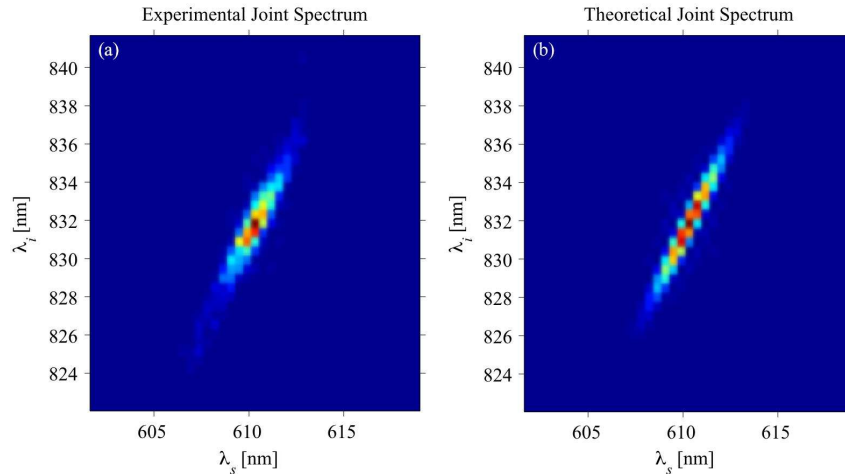 Experimental Joint Spectrum
(a)
840
838
836
834
832
830
828
826
824
λi [nm]
605 610 615
λs [nm]
Theoretical Joint Spectrum
(b)
840
838
836
834
832
830
828
826
824
λi [nm]
605 610 615
λs [nm]